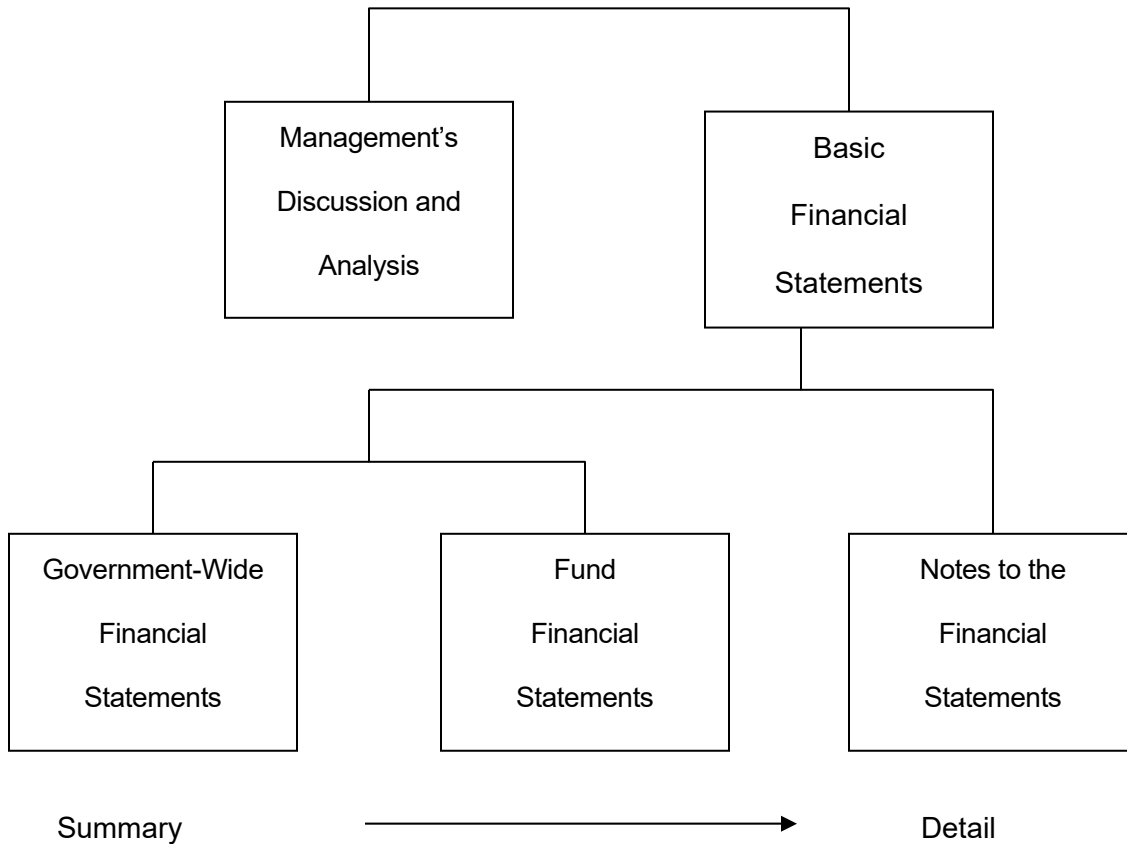 Management’s
Discussion and
Analysis
Basic
Financial
Statements
Government-Wide
Financial
Statements
Fund
Financial
Statements
Notes to the
Financial
Statements
Summary
Detail